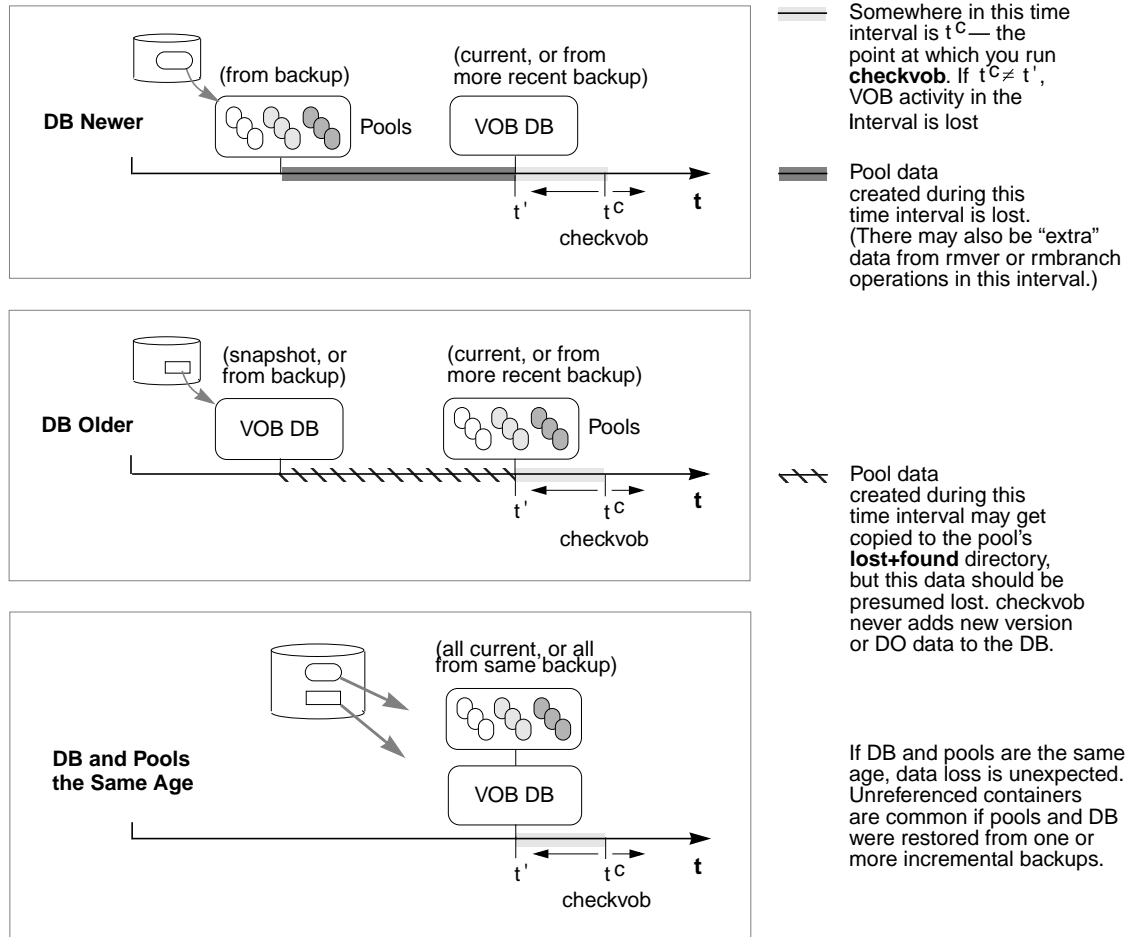 (from backup)
(current, or from
more recent backup)
DB Newer
Pools
VOB DB
t'
tc
t
checkvob
Somewhere in this time
interval is tc— the
point at which you run
checkvob. If tc≠ t',
VOB activity in the
Interval is lost
Pool data
created during this
time interval is lost.
(There may also be “extra”
data from rmver or rmbranch
operations in this interval.)
(snapshot, or
from backup)
(current, or from
more recent backup)
DB Older
VOB DB
Pools
t'
tc
t
checkvob
Pool data
created during this
time interval may get
copied to the pool's
lost+found directory,
but this data should be
presumed lost. checkvob
never adds new version
or DO data to the DB.
(all current, or all
from same backup)
DB and Pools
the Same Age
VOB DB
t'
tc
t
checkvob
If DB and pools are the same
age, data loss is unexpected.
Unreferenced containers
are common if pools and DB
were restored from one or
more incremental backups.